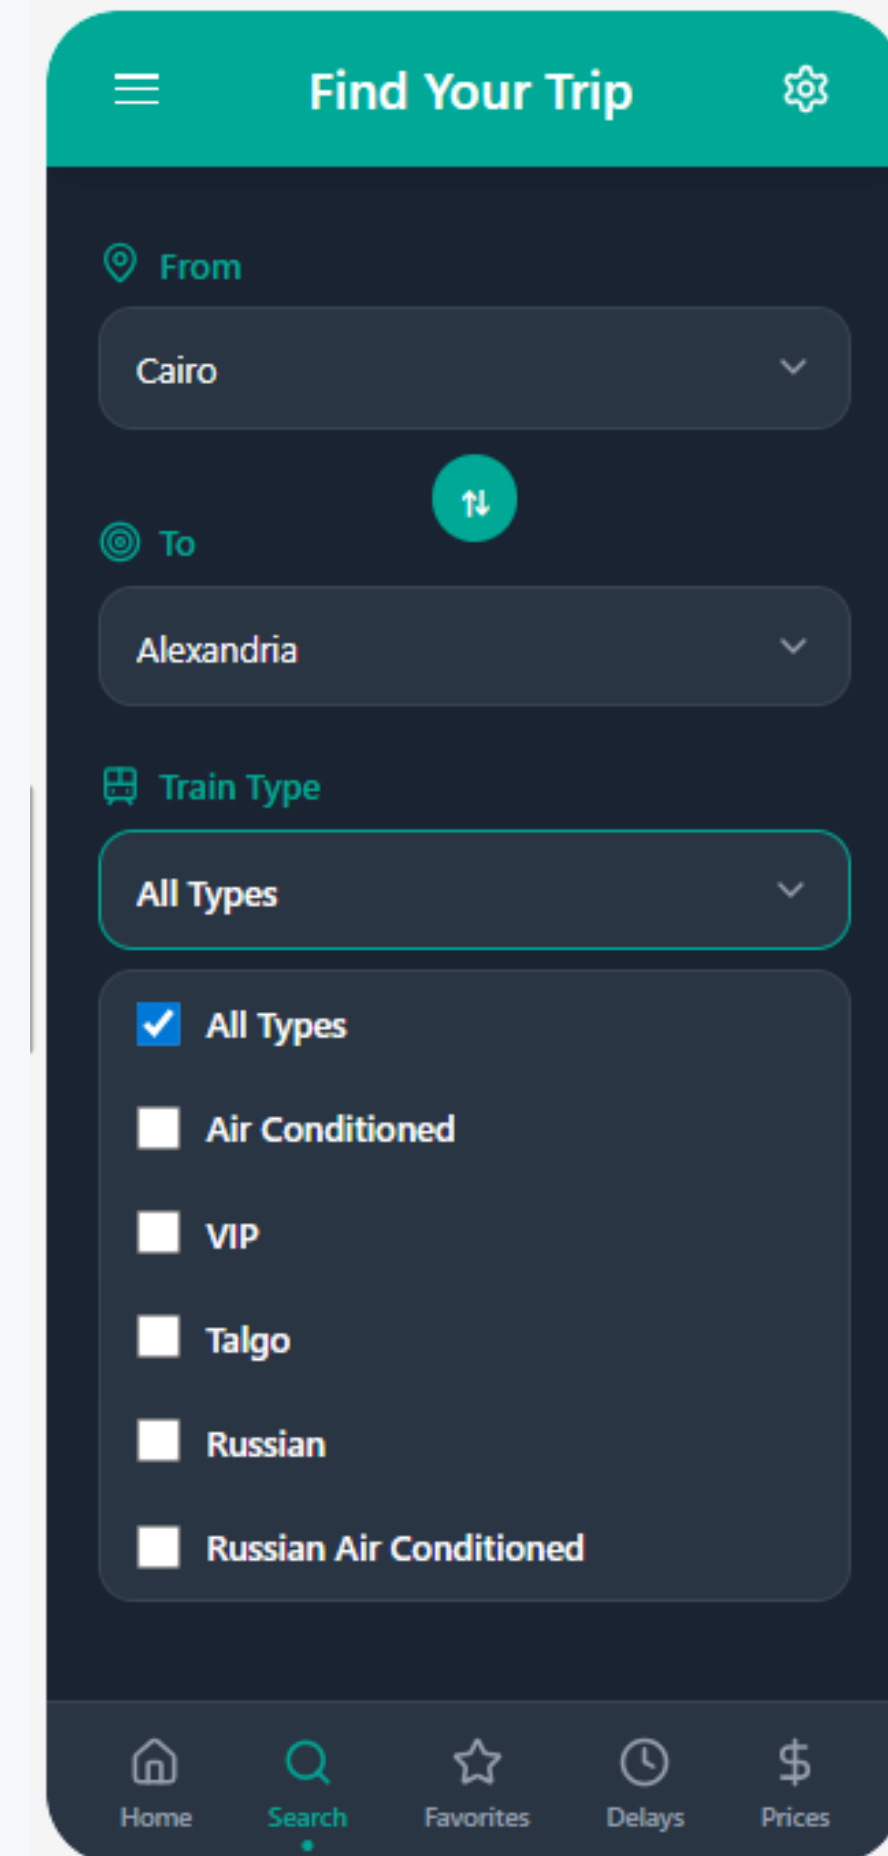 Find Your Trip
From
Cairo
To
Alexandria
Train Type
All Types
All Types
Air Conditioned
VIP
Talgo
Russian
Russian Air Conditioned
Home
Search
Favorites
Delays
Prices